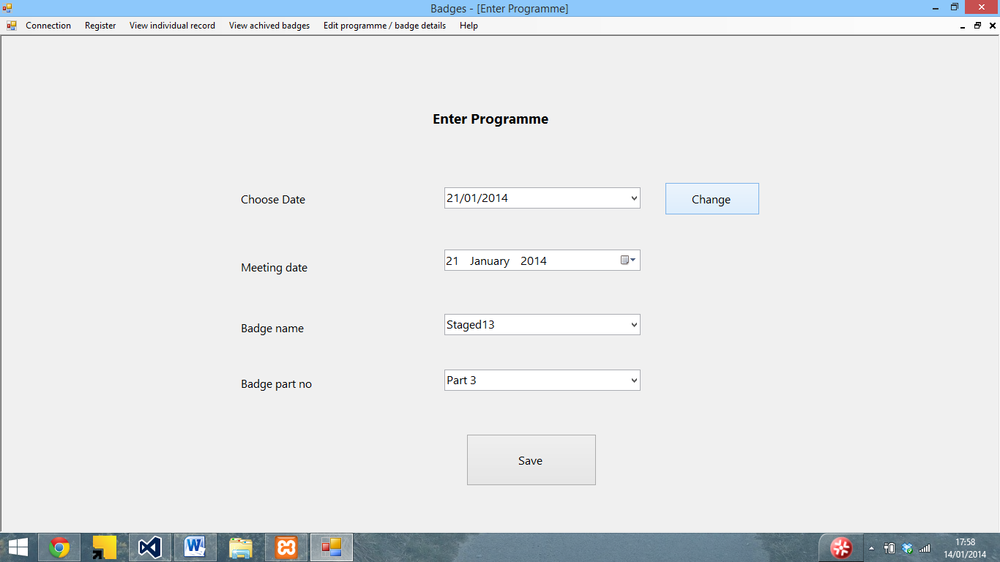 Badges - [Enter Programme]
Connection Register View individual record View achived badges Edit programme / badge details Help
Enter Programme
Choose Date 21/01/2014 Change
Meeting date 21 January 2014
Badge name Staged13
Badge part no Part 3
Save
17:58
14/01/2014